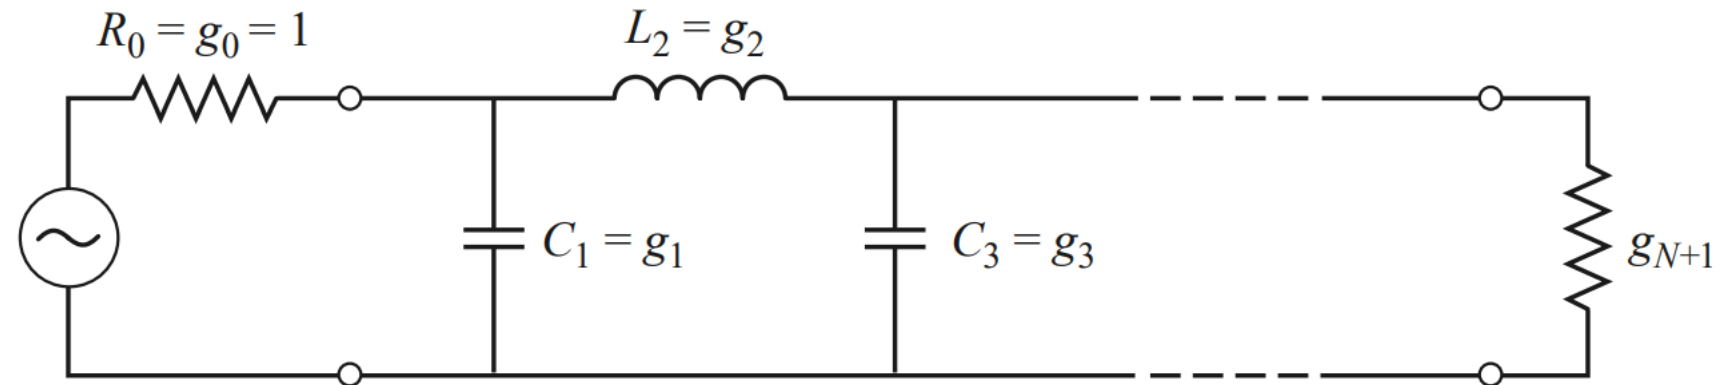 R₀ = g₀ = 1
L₂ = g₂
C₁ = g₁
C₃ = g₃
gN+1